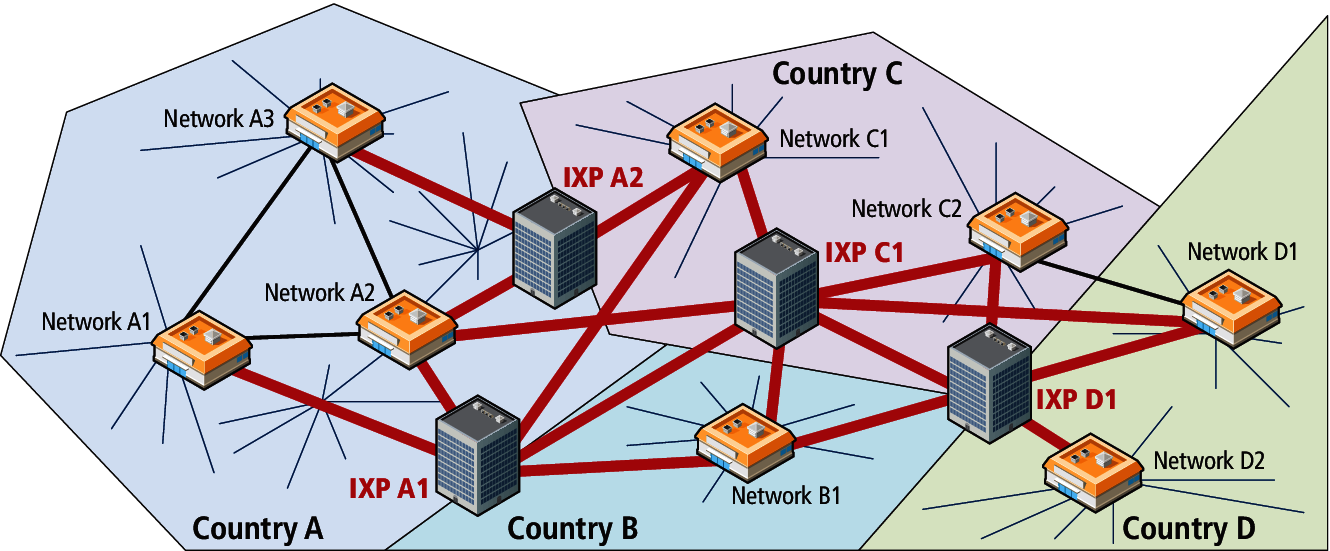 Country C
Network A3
Network C1
IXP A2
Network C2
IXP C1
Network D1
Network A2
Network A1
IXP D1
Network D2
IXP A1
Network B1
Country A
Country B
Country D